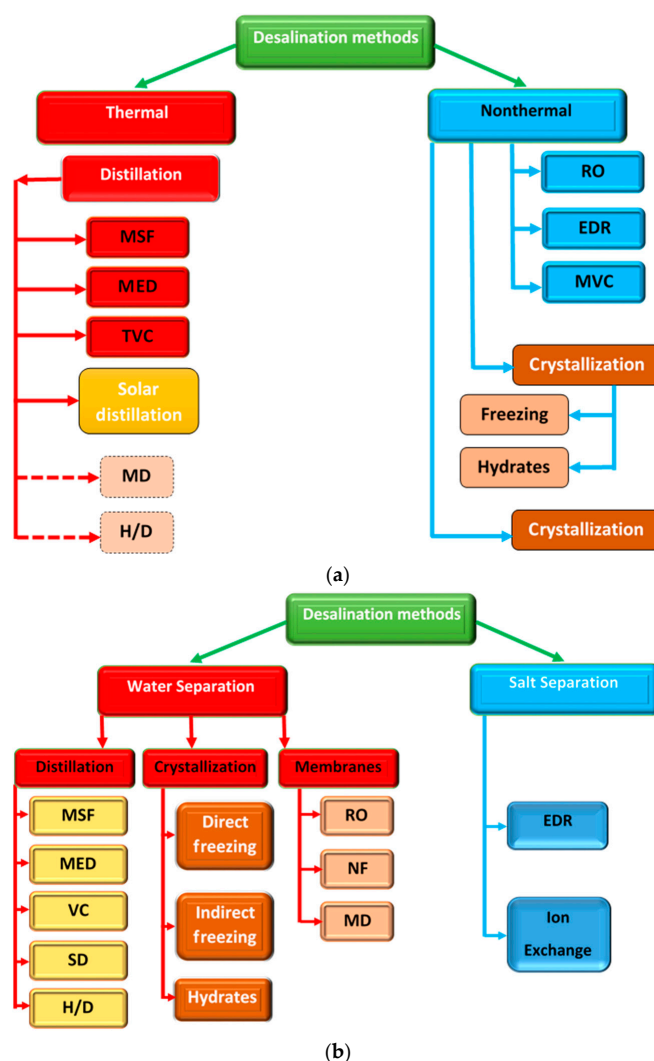 Desalination methods
Thermal
Nonthermal
Distillation
RO
MSF
EDR
MED
MVC
TVC
Crystallization
Solar
distillation
Freezing
Hydrates
MD
H/D
Crystallization
(a)
Desalination methods
Water Separation
Salt Separation
Distillation
Crystallization
Membranes
MSF
MED
VC
SD
H/D
Direct
freezing
Indirect
freezing
Hydrates
RO
NF
MD
EDR
Ion
Exchange
(b)